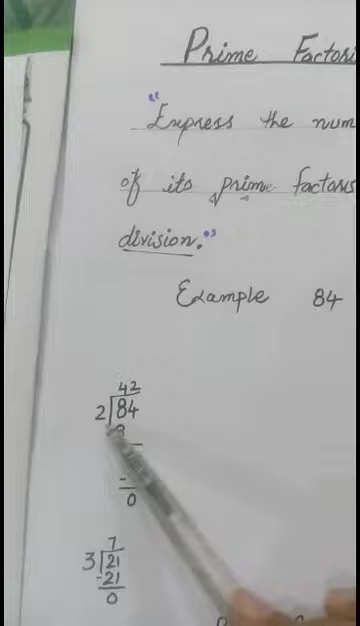 Prime Factori
"Express the num
of its prime factors
division."
Example 84
42
2 84
8
-
0
7
3 21
-21
0